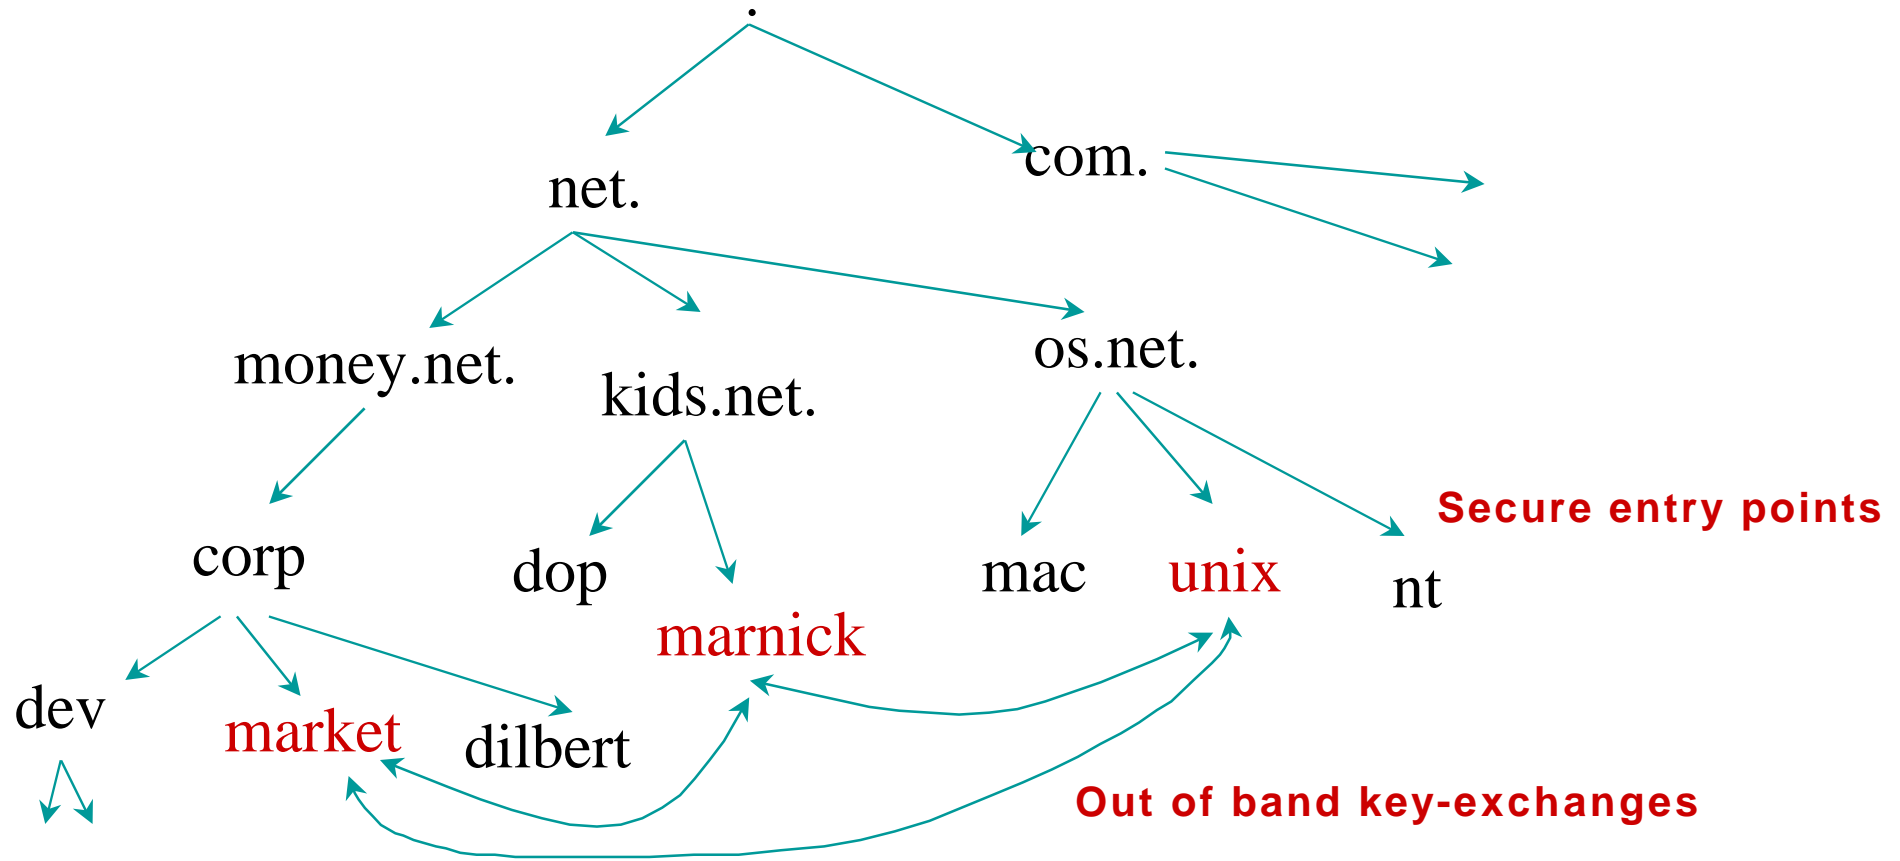 .
com.
net.
os.net.
money.net.
kids.net.
Secure entry points
corp
dop
mac
unix
nt
marnick
dev
market
dilbert
Out of band key-exchanges